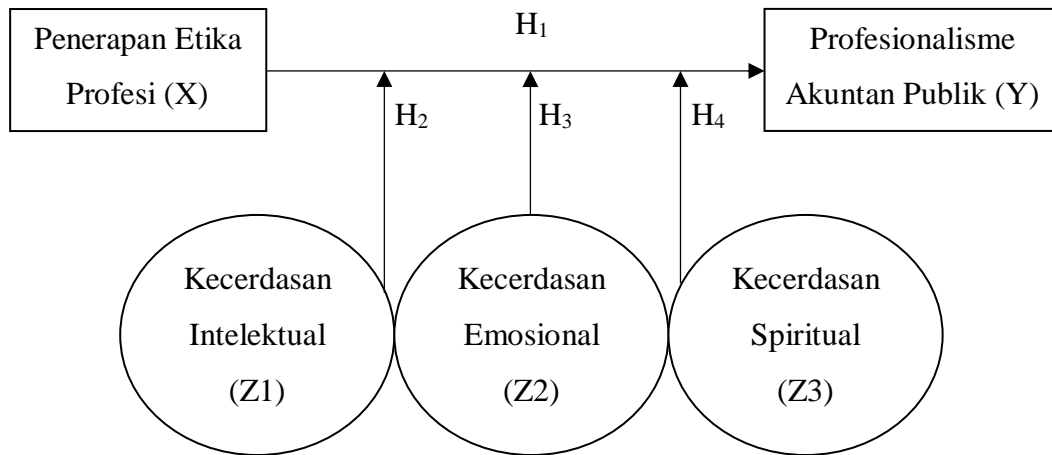 Penerapan Etika
Profesi (X)
H₁
Profesionalisme
Akuntan Publik (Y)
H₂
H₃
H₄
Kecerdasan
Intelektual
(Z1)
Kecerdasan
Emosional
(Z2)
Kecerdasan
Spiritual
(Z3)